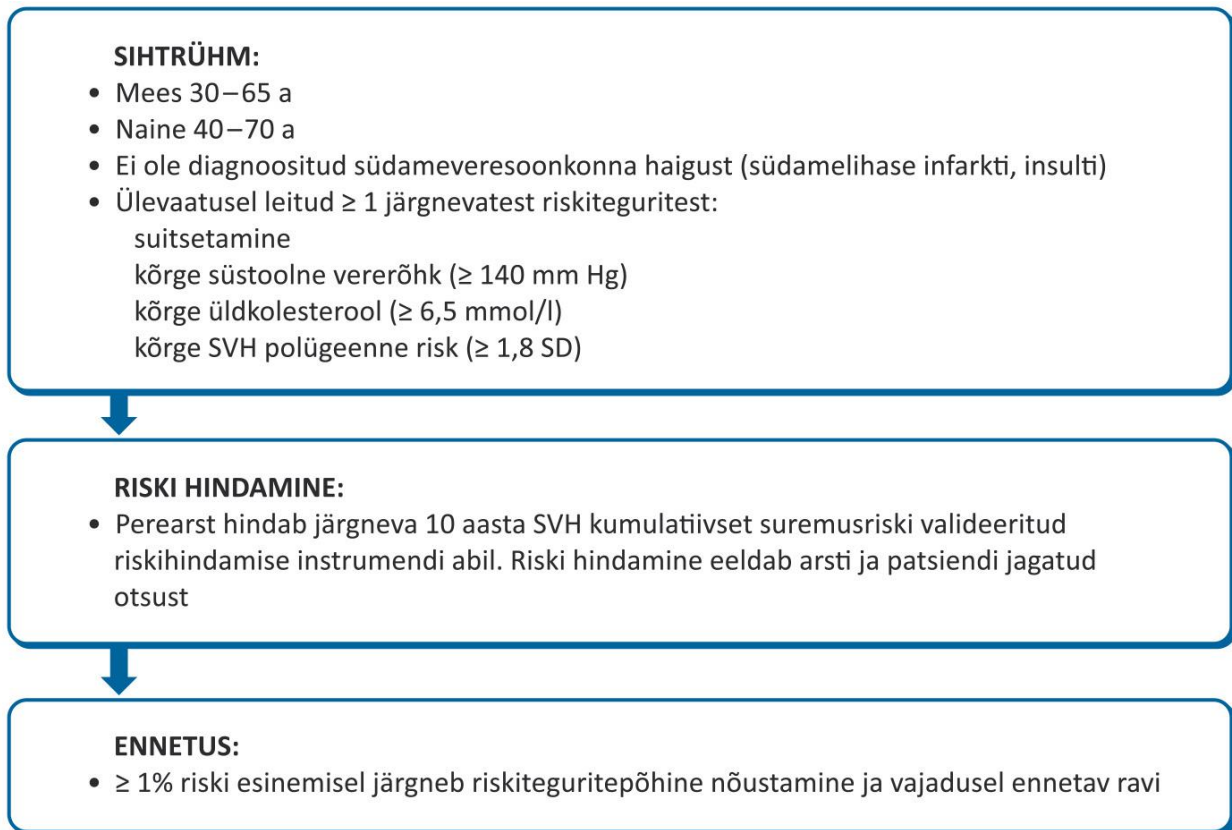 SIHTRÜHM:
• Mees 30–65 a
• Naine 40–70 a
• Ei ole diagnoositud südameveresoonkonna haigust (südamelihase infarkti, insulti)
• Ülevaatusel leitud ≥ 1 järgnevatest riskiteguritest:
suitsetamine
kõrge süstoolne vererõhk (≥ 140 mm Hg)
kõrge üldkolesterool (≥ 6,5 mmol/l)
kõrge SVH polügeenne risk (≥ 1,8 SD)
RISKI HINDAMINE:
• Perearst hindab järgneva 10 aasta SVH kumulatiivset suremusriski valideeritud
riskihindamise instrumendi abil. Riski hindamine eeldab arsti ja patsiendi jagatud
otsust
ENNETUS:
• ≥ 1% riski esinemisel järgneb riskiteguritepõhine nõustamine ja vajadusel ennetav ravi